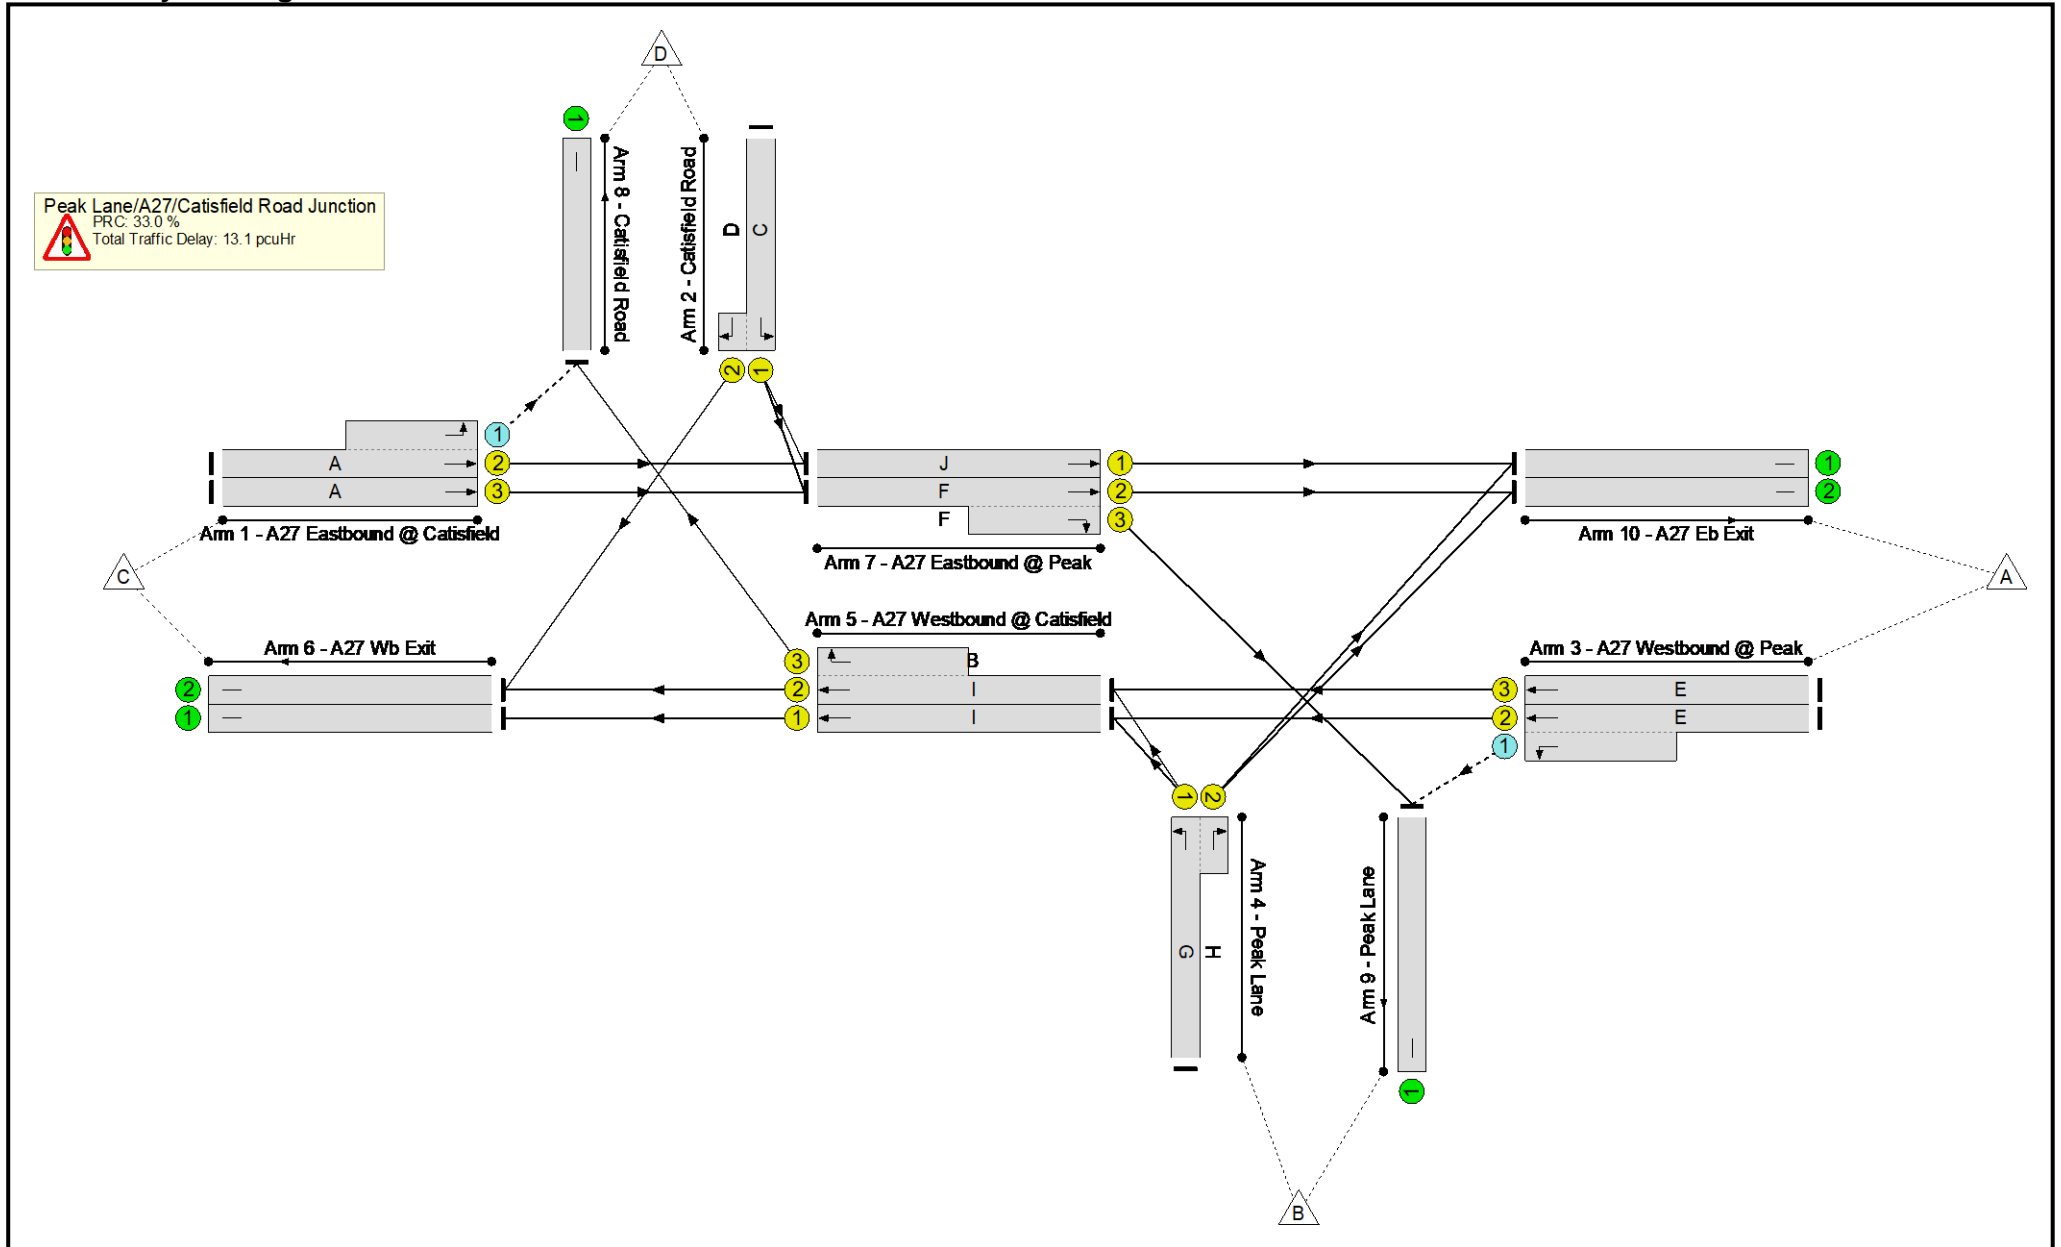 D
1
Arm 8 - Catisfield Road
Arm 2 - Catisfield Road
D
C
Peak Lane/A27/Catisfield Road Junction
PRC: 33.0 %
Total Traffic Delay: 13.1 pcuHr
2
1
1
A
2
A
3
Arm 1 - A27 Eastbound @ Catisfield
J
1
F
2
F
3
Arm 7 - A27 Eastbound @ Peak
1
2
Arm 10 - A27 Eb Exit
C
A
Arm 5 - A27 Westbound @ Catisfield
Arm 6 - A27 Wb Exit
Arm 3 - A27 Westbound @ Peak
3
B
2
2
I
3
E
1
1
I
2
E
1
1
2
G
H
Arm 4 - Peak Lane
Arm 9 - Peak Lane
1
B